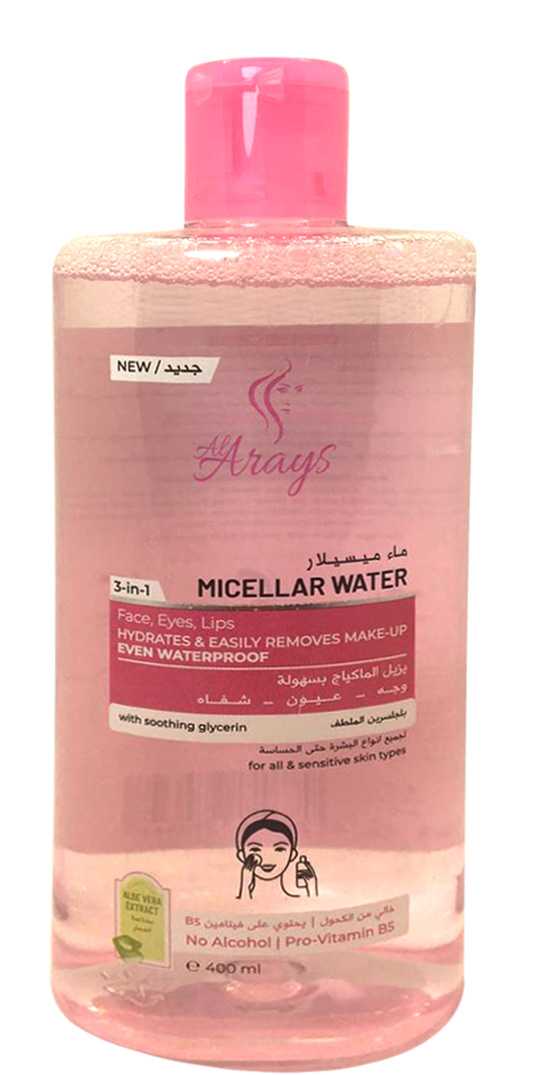 NEW / جديد
Al Arays
ماء ميسيلار
3-in-1 MICELLAR WATER
Face, Eyes, Lips
HYDRATES & EASILY REMOVES MAKE-UP
EVEN WATERPROOF
يزيل الماكياج بسهولة
وجه - عيون - شفاه
with soothing glycerin بلجلسرين الملطف
لجميع انواع البشرة حتى الحساسة
for all & sensitive skin types
ALOE VERA
EXTRACT
خالي من الكحول | يحتوي على فيتامين B5
No Alcohol | Pro-Vitamin B5
℮ 400 ml